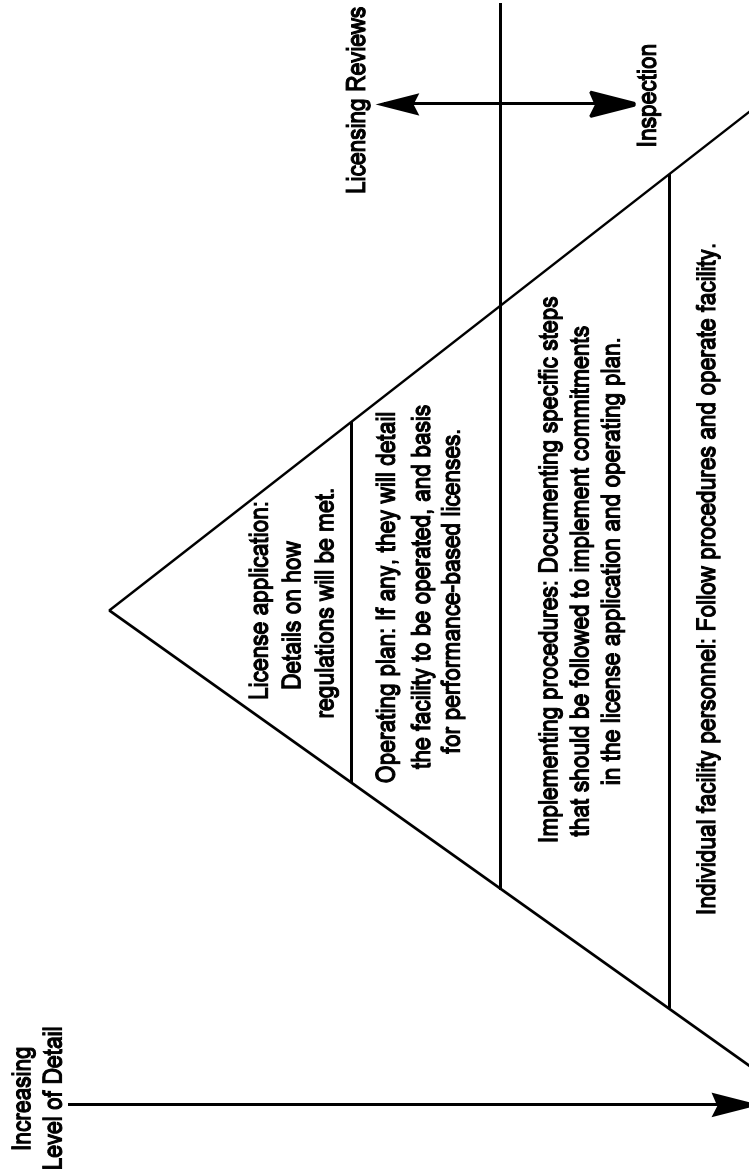 Increasing
Level of Detail
License application:
Details on how
regulations will be met.
Operating plan: If any, they will detail
the facility to be operated, and basis
for performance-based licenses.
Implementing procedures: Documenting specific steps
that should be followed to implement commitments
in the license application and operating plan.
Individual facility personnel: Follow procedures and operate facility.
Licensing Reviews
Inspection